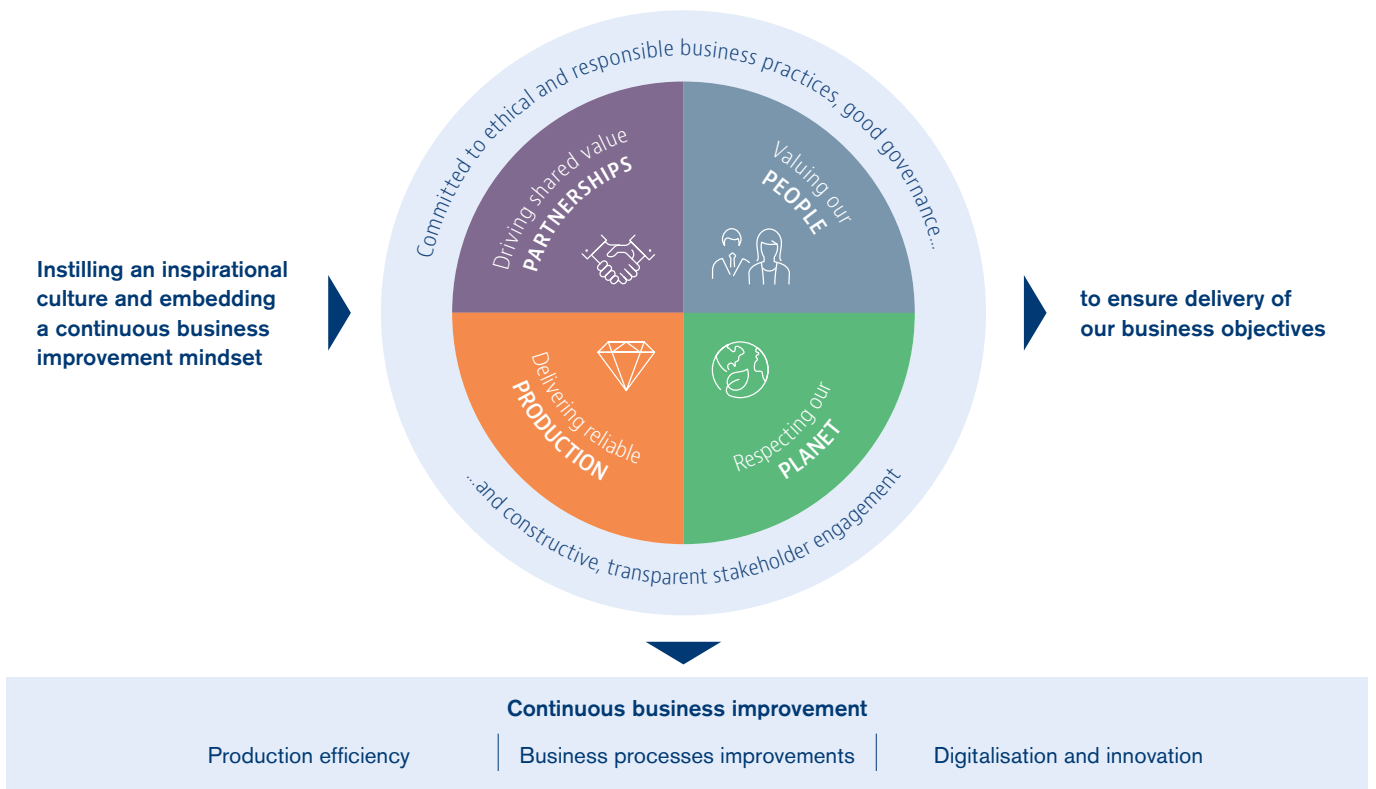 Committed to ethical and responsible business practices, good governance...
Driving shared value
PARTNERSHIPS
Valuing our
PEOPLE
Instilling an inspirational
culture and embedding
a continuous business
improvement mindset
to ensure delivery of
our business objectives
Delivering reliable
PRODUCTION
Respecting our
PLANET
...and constructive, transparent stakeholder engagement
Continuous business improvement
Production efficiency
Business processes improvements
Digitalisation and innovation